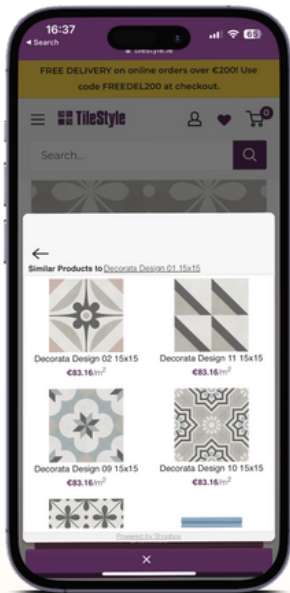 16:37
63
◂ Search
tilestyle.ie
FREE DELIVERY on online orders over €200! Use
code FREEDEL200 at checkout.
TileStyle
0
Search...
Similar Products to Decorata Design 01 15x15
Decorata Design 02 15x15
€83.16/m²
Decorata Design 11 15x15
€83.16/m²
Decorata Design 09 15x15
€83.16/m²
Decorata Design 10 15x15
€83.16/m²
Powered by Shopbox